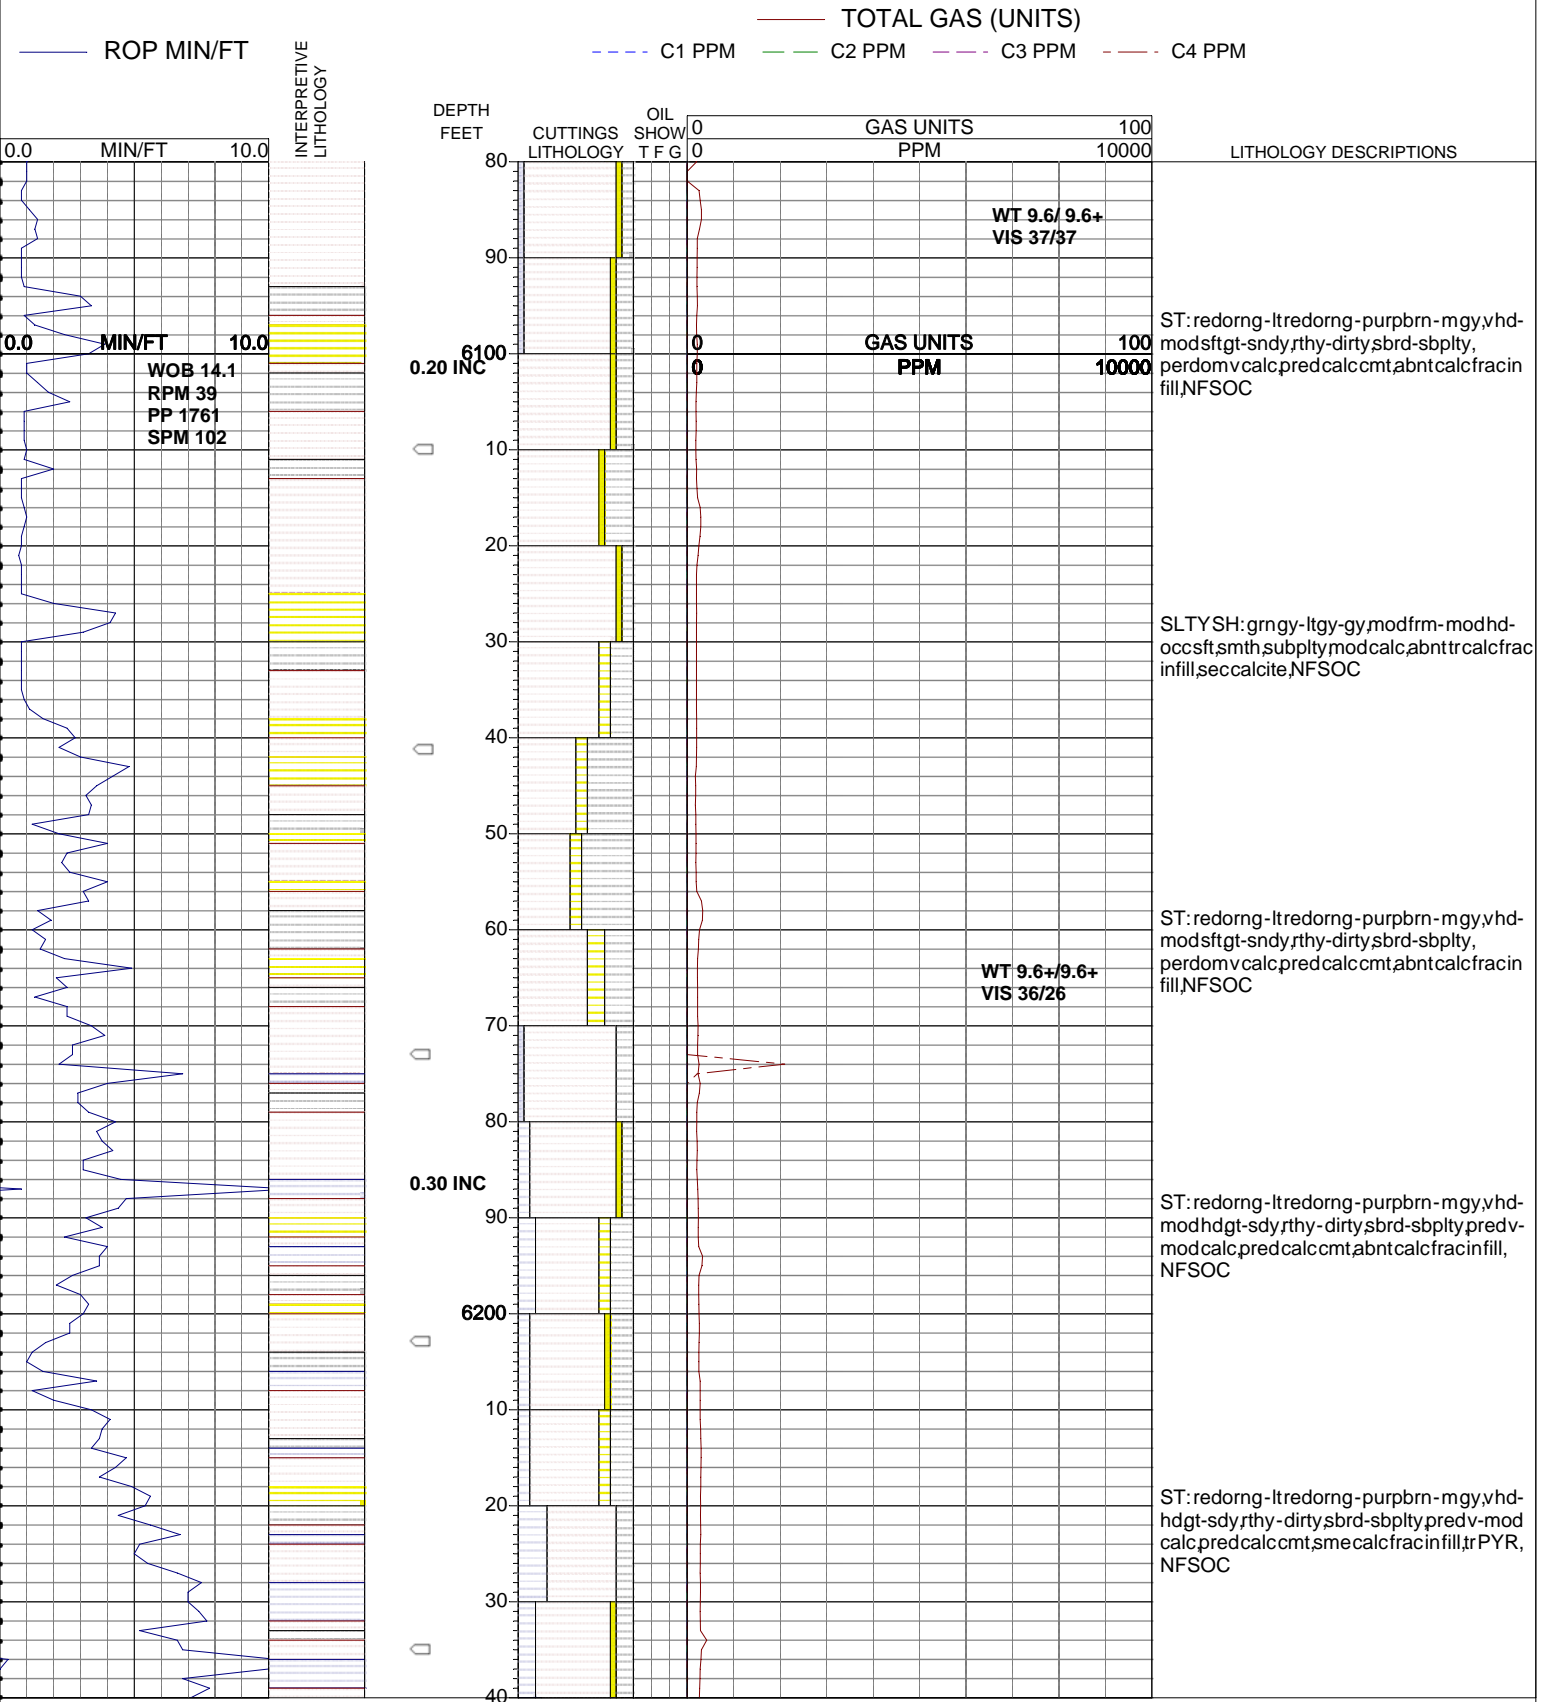 TOTAL GAS (UNITS)
ROP MIN/FT
C1 PPM C2 PPM C3 PPM C4 PPM
INTERPRETIVE
LITHOLOGY
DEPTH
FEET
CUTTINGS
LITHOLOGY
OIL
SHOW
T F G
0 GAS UNITS 100
0.0 MIN/FT 10.0
0 PPM 10000
LITHOLOGY DESCRIPTIONS
80
WT 9.6/ 9.6+
VIS 37/37
90
ST:redorng-ltredorng-purpbrn-mgy,vhd-
modsftgt-sndy,rthy-dirty,sbrd-sbplty,
perdomvcalc,predcalccmt,abntcalcfracin
fill,NFSOC
0.0 MIN/FT 10.0
0 GAS UNITS 100
6100
0.20 INC
0 PPM 10000
WOB 14.1
RPM 39
PP 1761
SPM 102
10
20
30
SLTYSH:grngy-ltgy-gy,modfrm-modhd-
occsft,smth,subplty,modcalc,abnttrcalcfrac
infill,seccalcite,NFSOC
40
50
60
ST:redorng-ltredorng-purpbrn-mgy,vhd-
modsftgt-sndy,rthy-dirty,sbrd-sbplty,
perdomvcalc,predcalccmt,abntcalcfracin
fill,NFSOC
WT 9.6+/9.6+
VIS 36/26
70
80
0.30 INC
90
ST:redorng-ltredorng-purpbrn-mgy,vhd-
modhdgt-sdy,rthy-dirty,sbrd-sbplty,predv-
modcalc,predcalccmt,abntcalcfracinfill,
NFSOC
6200
10
20
ST:redorng-ltredorng-purpbrn-mgy,vhd-
hdgt-sdy,rthy-dirty,sbrd-sbplty,predv-mod
calc,predcalccmt,smecalcfracinfill,trPYR,
NFSOC
30
40